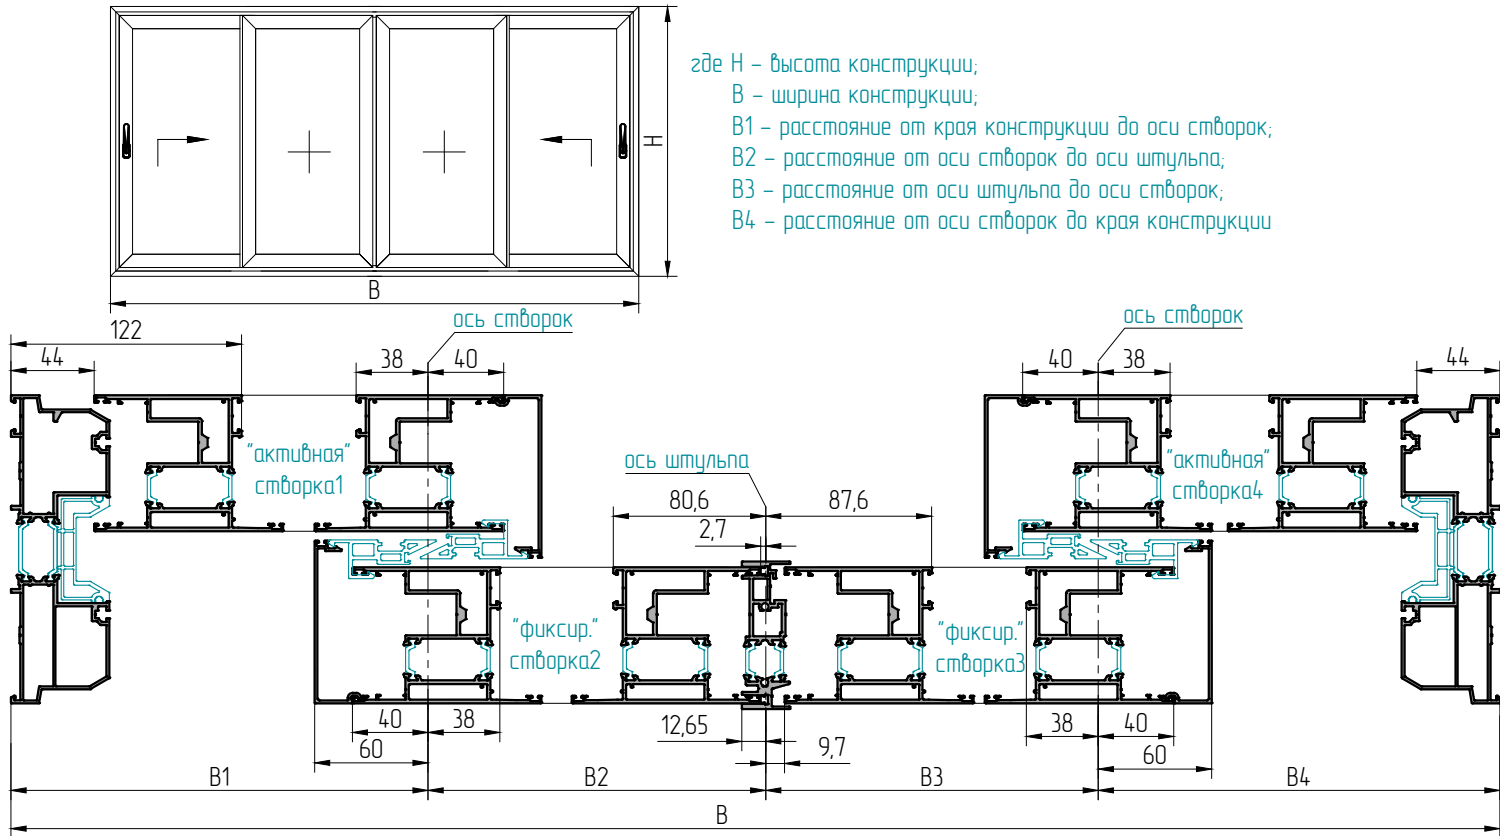 где H – высота конструкции;
B – ширина конструкции;
B1 – расстояние от края конструкции до оси створок;
B2 – расстояние от оси створок до оси штульпа;
B3 – расстояние от оси штульпа до оси створок;
B4 – расстояние от оси створок до края конструкции
H
B
ось створок
ось створок
122
44
38
40
40
38
44
"активная"
створка1
ось штульпа
"активная"
створка4
80,6
87,6
2,7
"фиксир."
створка2
"фиксир."
створка3
40
38
60
12,65
9,7
38
40
60
B1
B2
B3
B4
B